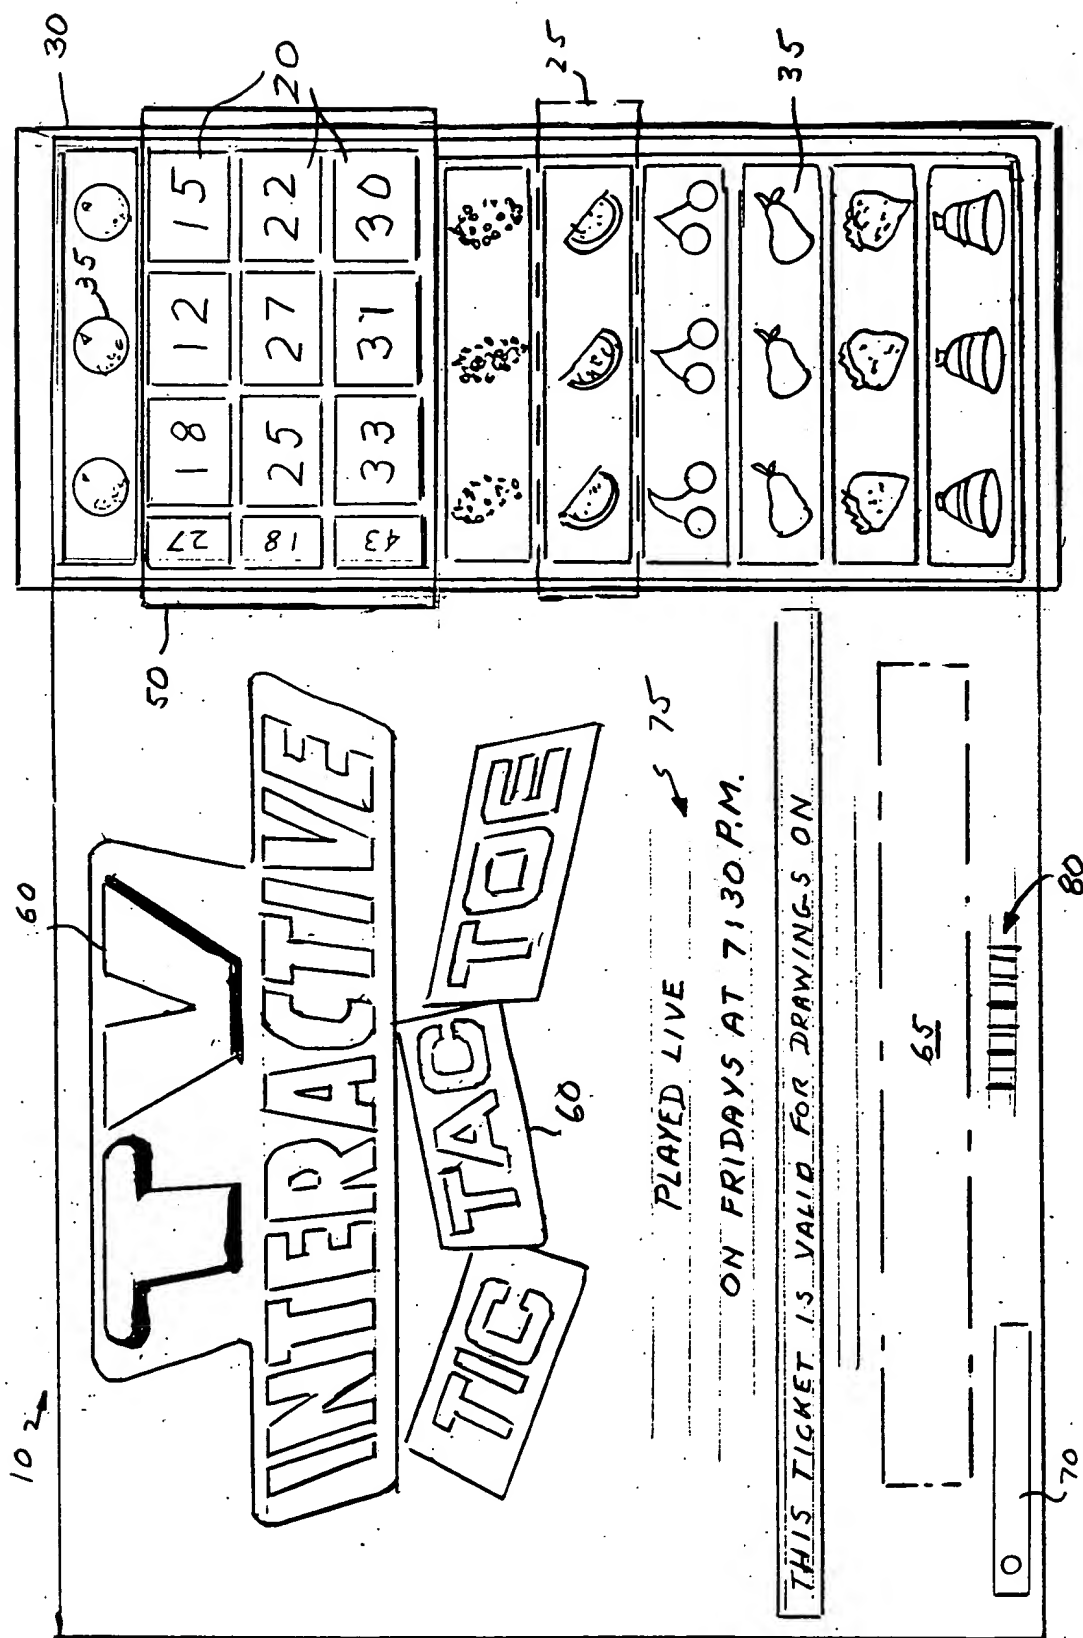 10
60
30
TV
35
50
27 18 12 15
20
INTERACTIVE
18 25 27 22
43 33 31 30
TIC TAC TOE
60
25
75
PLAYED LIVE
ON FRIDAYS AT 7:30 P.M.
35
THIS TICKET IS VALID FOR DRAWINGS ON
65
70
80